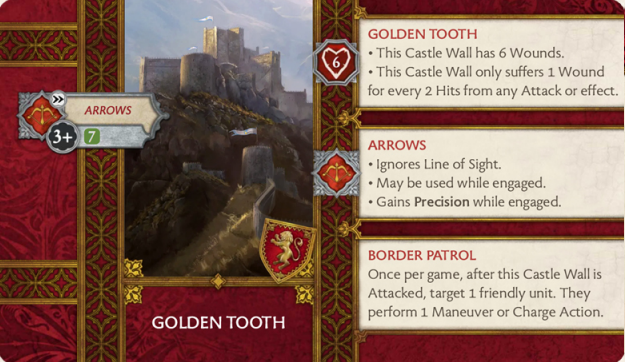 ARROWS
3+
7
GOLDEN TOOTH
6
GOLDEN TOOTH
• This Castle Wall has 6 Wounds.
• This Castle Wall only suffers 1 Wound
for every 2 Hits from any Attack or effect.
ARROWS
• Ignores Line of Sight.
• May be used while engaged.
• Gains Precision while engaged.
BORDER PATROL
Once per game, after this Castle Wall is
Attacked, target 1 friendly unit. They
perform 1 Maneuver or Charge Action.